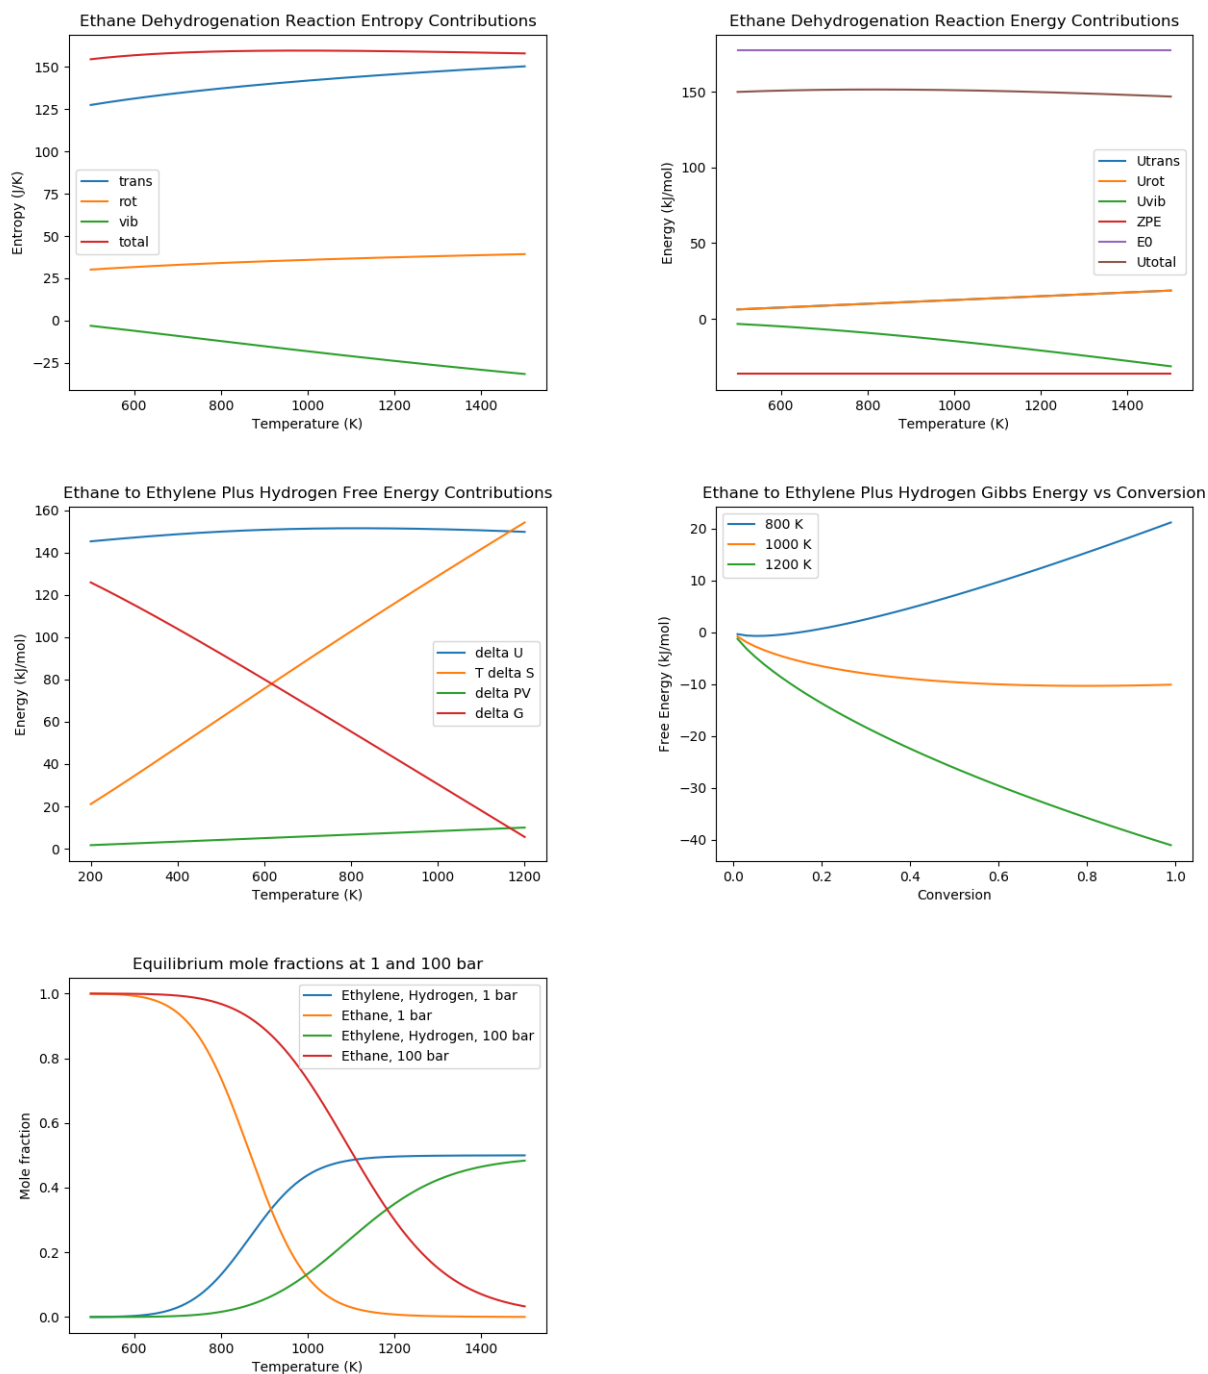 Ethane Dehydrogenation Reaction Entropy Contributions
150
125
100
75
50
25
0
−25
Entropy (J/K)
trans
rot
vib
total
600 800 1000 1200 1400
Temperature (K)
Ethane Dehydrogenation Reaction Energy Contributions
150
100
50
0
Energy (kJ/mol)
Utrans
Urot
Uvib
ZPE
E0
Utotal
600 800 1000 1200 1400
Temperature (K)
Ethane to Ethylene Plus Hydrogen Free Energy Contributions
160
140
120
100
80
60
40
20
0
Energy (kJ/mol)
delta U
T delta S
delta PV
delta G
200 400 600 800 1000 1200
Temperature (K)
Ethane to Ethylene Plus Hydrogen Gibbs Energy vs Conversion
20
10
0
−10
−20
−30
−40
Free Energy (kJ/mol)
800 K
1000 K
1200 K
0.0 0.2 0.4 0.6 0.8 1.0
Conversion
Equilibrium mole fractions at 1 and 100 bar
1.0
0.8
0.6
0.4
0.2
0.0
Mole fraction
Ethylene, Hydrogen, 1 bar
Ethane, 1 bar
Ethylene, Hydrogen, 100 bar
Ethane, 100 bar
600 800 1000 1200 1400
Temperature (K)